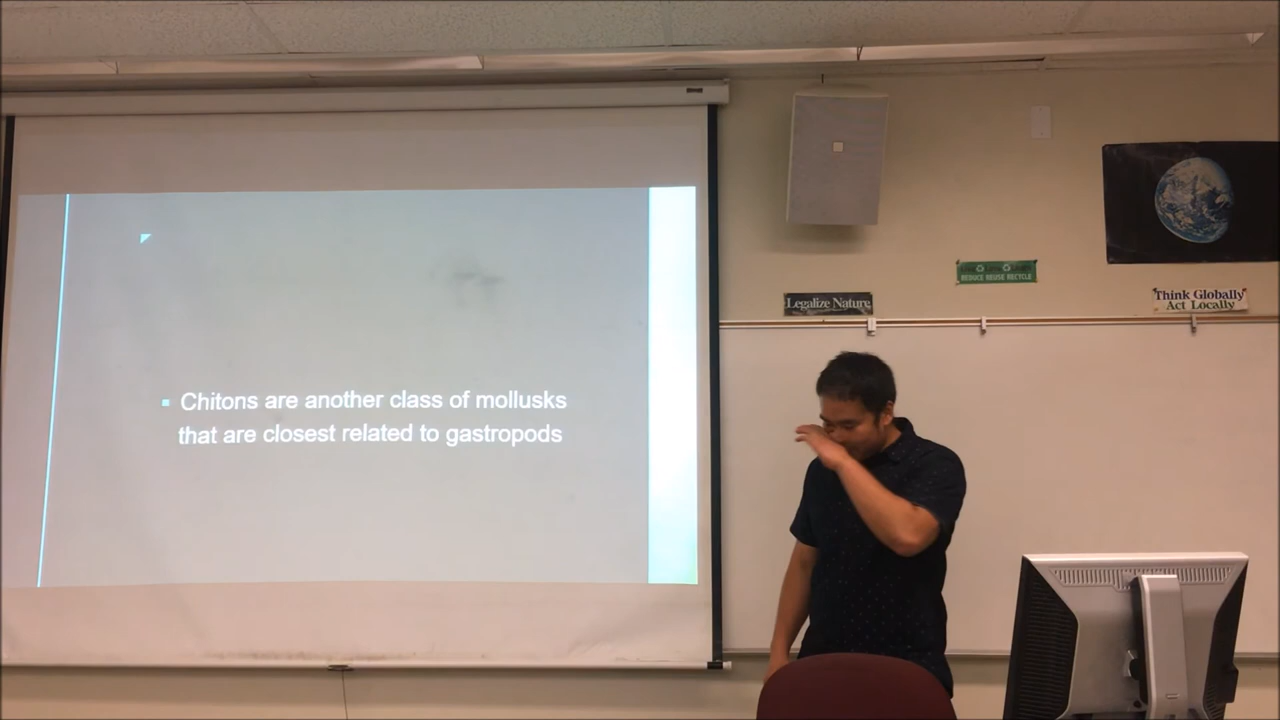 Chitons are another class of mollusks
that are closest related to gastropods
Legalize Nature
REDUCE REUSE RECYCLE
Think Globally
Act Locally